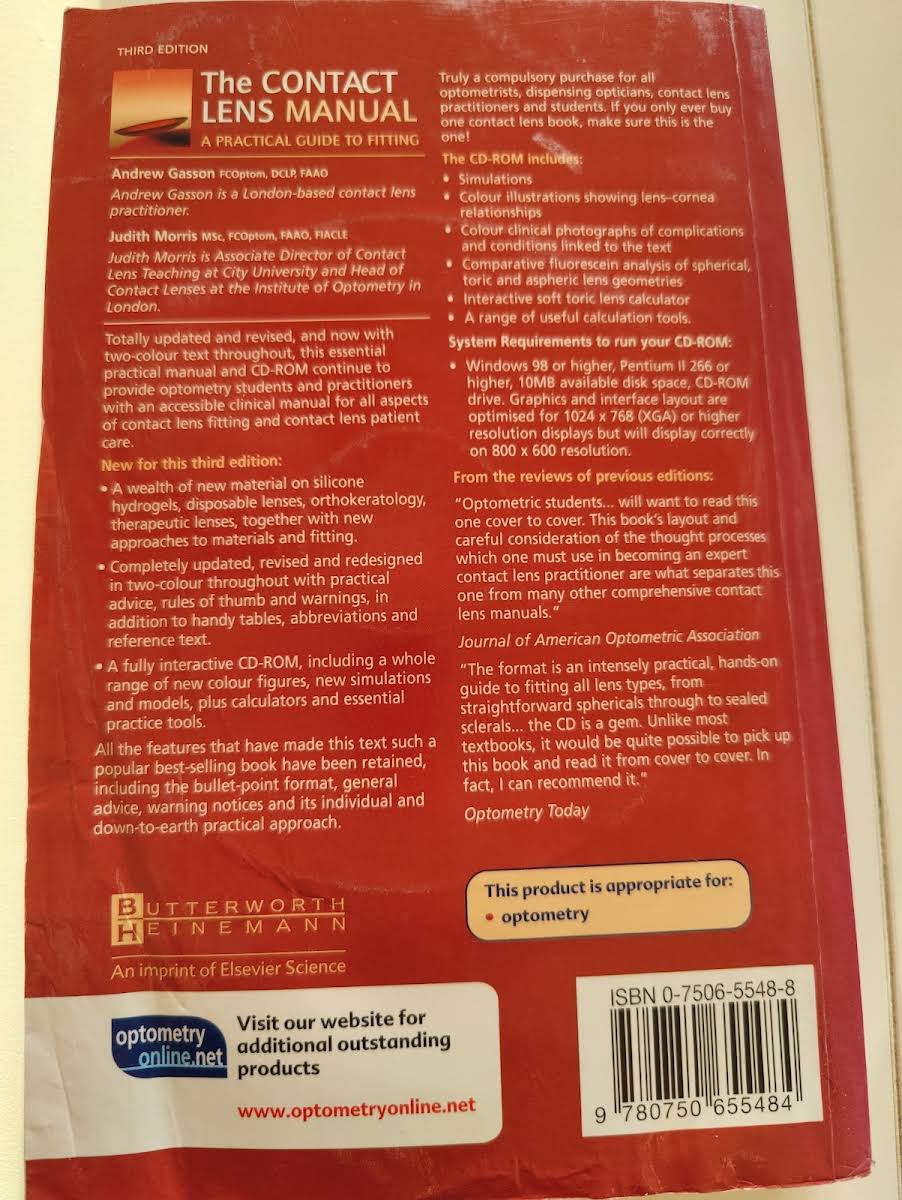 THIRD EDITION
The CONTACT
LENS MANUAL
A PRACTICAL GUIDE TO FITTING
Andrew Gasson FCOptom, DCLP, FAAO
Andrew Gasson is a London-based contact lens
practitioner.
Judith Morris MSc, FCOptom, FAAO, FIACLE
Judith Morris is Associate Director of Contact
Lens Teaching at City University and Head of
Contact Lenses at the Institute of Optometry in
London.
Totally updated and revised, and now with
two-colour text throughout, this essential
practical manual and CD-ROM continue to
provide optometry students and practitioners
with an accessible clinical manual for all aspects
of contact lens fitting and contact lens patient
care.
New for this third edition:
• A wealth of new material on silicone
hydrogels, disposable lenses, orthokeratology,
therapeutic lenses, together with new
approaches to materials and fitting.
• Completely updated, revised and redesigned
in two-colour throughout with practical
advice, rules of thumb and warnings, in
addition to handy tables, abbreviations and
reference text.
• A fully interactive CD-ROM, including a whole
range of new colour figures, new simulations
and models, plus calculators and essential
practice tools.
All the features that have made this text such a
popular best-selling book have been retained,
including the bullet-point format, general
advice, warning notices and its individual and
down-to-earth practical approach.
BUTTERWORTH
HEINEMANN
An imprint of Elsevier Science
optometry
online.net
Visit our website for
additional outstanding
products
www.optometryonline.net
Truly a compulsory purchase for all
optometrists, dispensing opticians, contact lens
practitioners and students. If you only ever buy
one contact lens book, make sure this is the
one!
The CD-ROM includes:
• Simulations
• Colour illustrations showing lens–cornea
relationships
• Colour clinical photographs of complications
and conditions linked to the text
• Comparative fluorescein analysis of spherical,
toric and aspheric lens geometries
• Interactive soft toric lens calculator
• A range of useful calculation tools.
System Requirements to run your CD-ROM:
• Windows 98 or higher, Pentium II 266 or
higher, 10MB available disk space, CD-ROM
drive. Graphics and interface layout are
optimised for 1024 x 768 (XGA) or higher
resolution displays but will display correctly
on 800 x 600 resolution.
From the reviews of previous editions:
"Optometric students... will want to read this
one cover to cover. This book's layout and
careful consideration of the thought processes
which one must use in becoming an expert
contact lens practitioner are what separates this
one from many other comprehensive contact
lens manuals."
Journal of American Optometric Association
"The format is an intensely practical, hands-on
guide to fitting all lens types, from
straightforward sphericals through to sealed
sclerals... the CD is a gem. Unlike most
textbooks, it would be quite possible to pick up
this book and read it from cover to cover. In
fact, I can recommend it."
Optometry Today
This product is appropriate for:
• optometry
ISBN 0-7506-5548-8
9 780750 655484